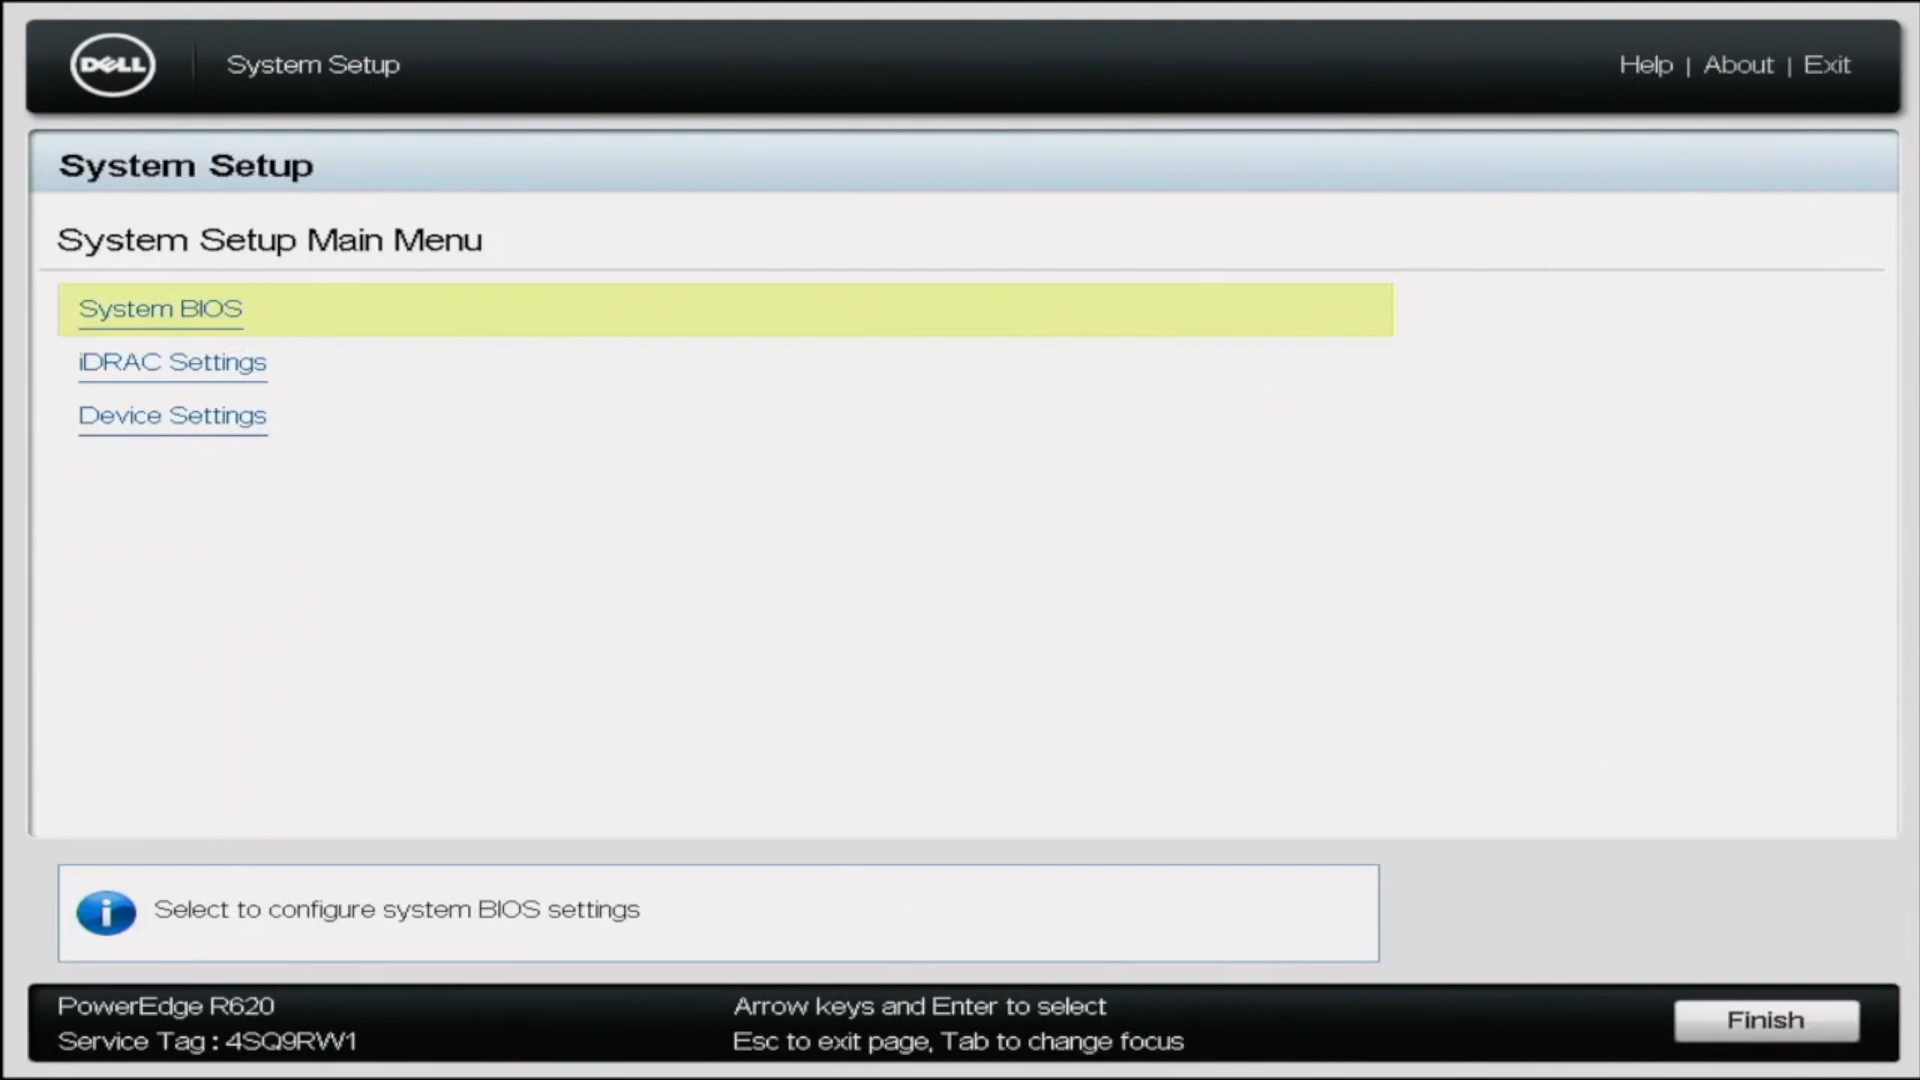 DELL
System Setup
Help | About | Exit
System Setup
System Setup Main Menu
System BIOS
iDRAC Settings
Device Settings
Select to configure system BIOS settings
PowerEdge R620
Service Tag : 4SQ9RW1
Arrow keys and Enter to select
Esc to exit page, Tab to change focus
Finish